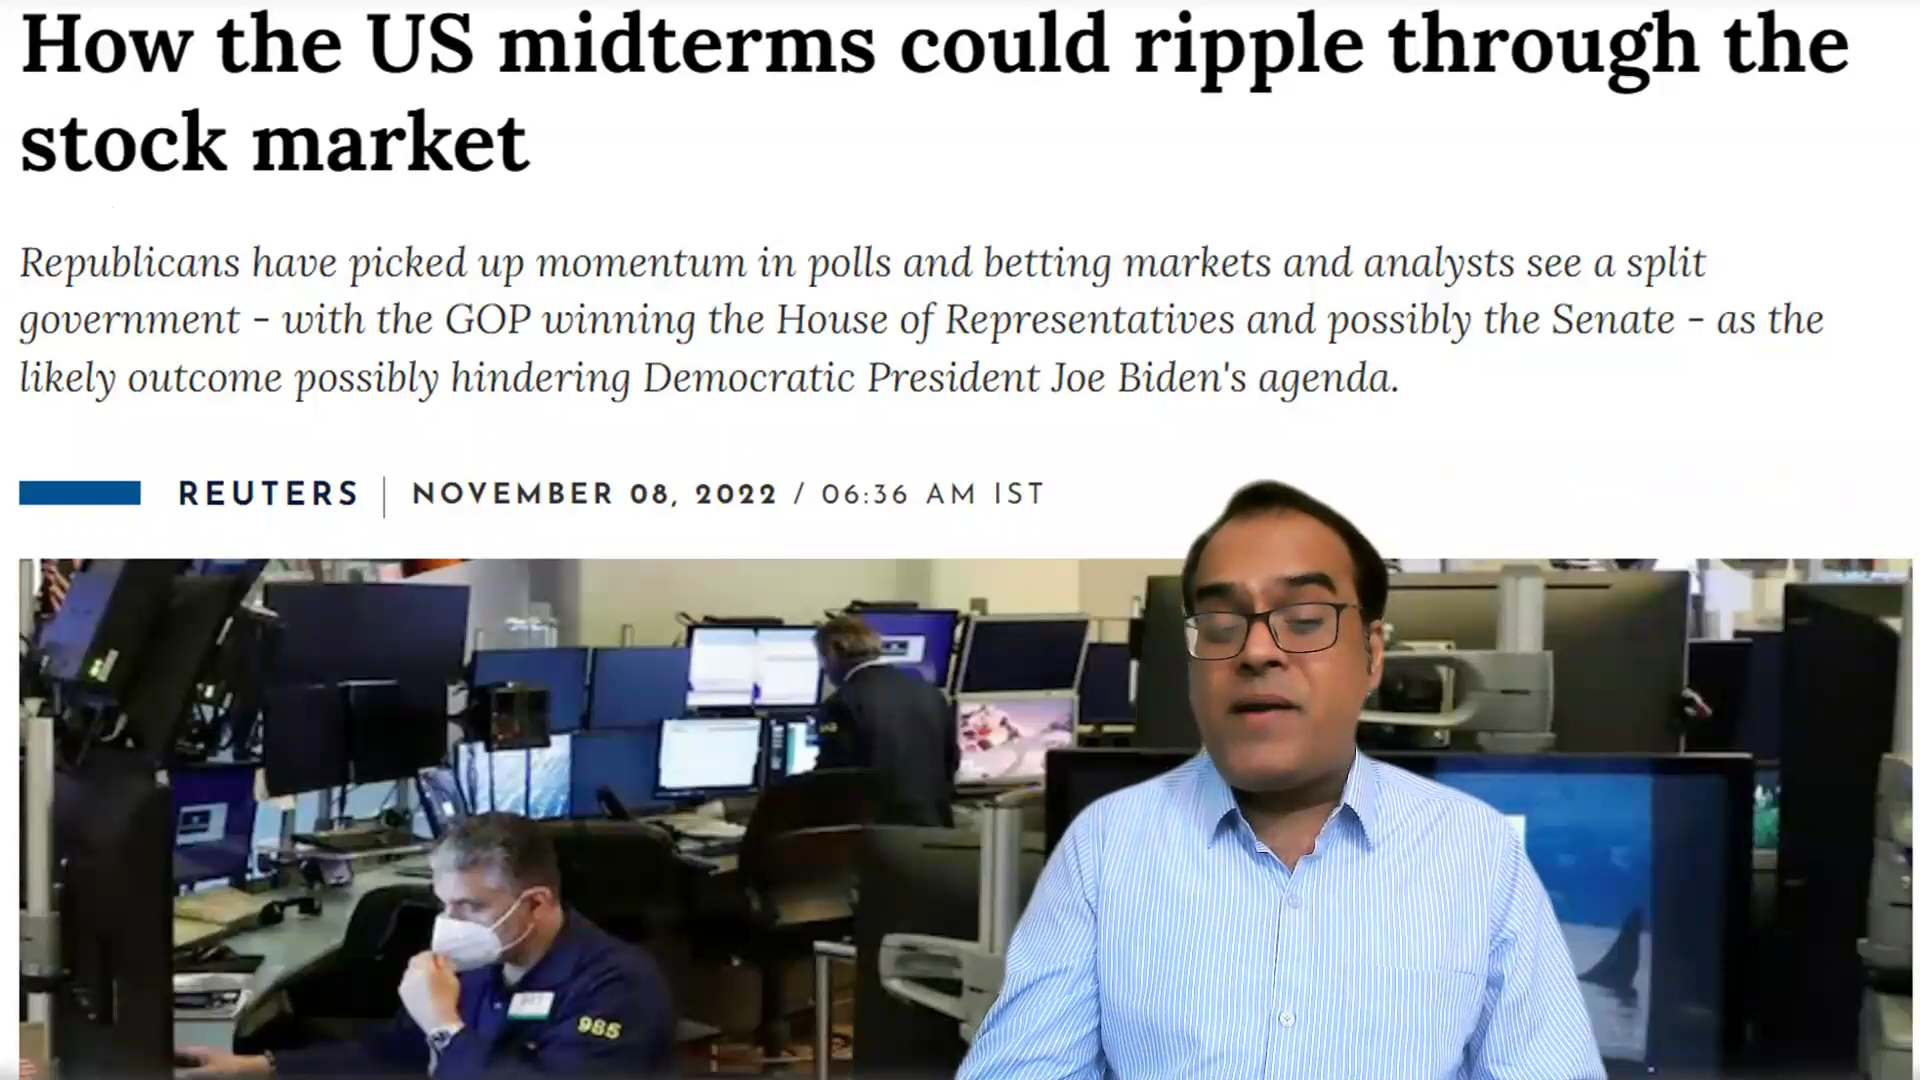 How the US midterms could ripple through the
stock market
Republicans have picked up momentum in polls and betting markets and analysts see a split
government - with the GOP winning the House of Representatives and possibly the Senate - as the
likely outcome possibly hindering Democratic President Joe Biden's agenda.
REUTERS | NOVEMBER 08, 2022 / 06:36 AM IST
985